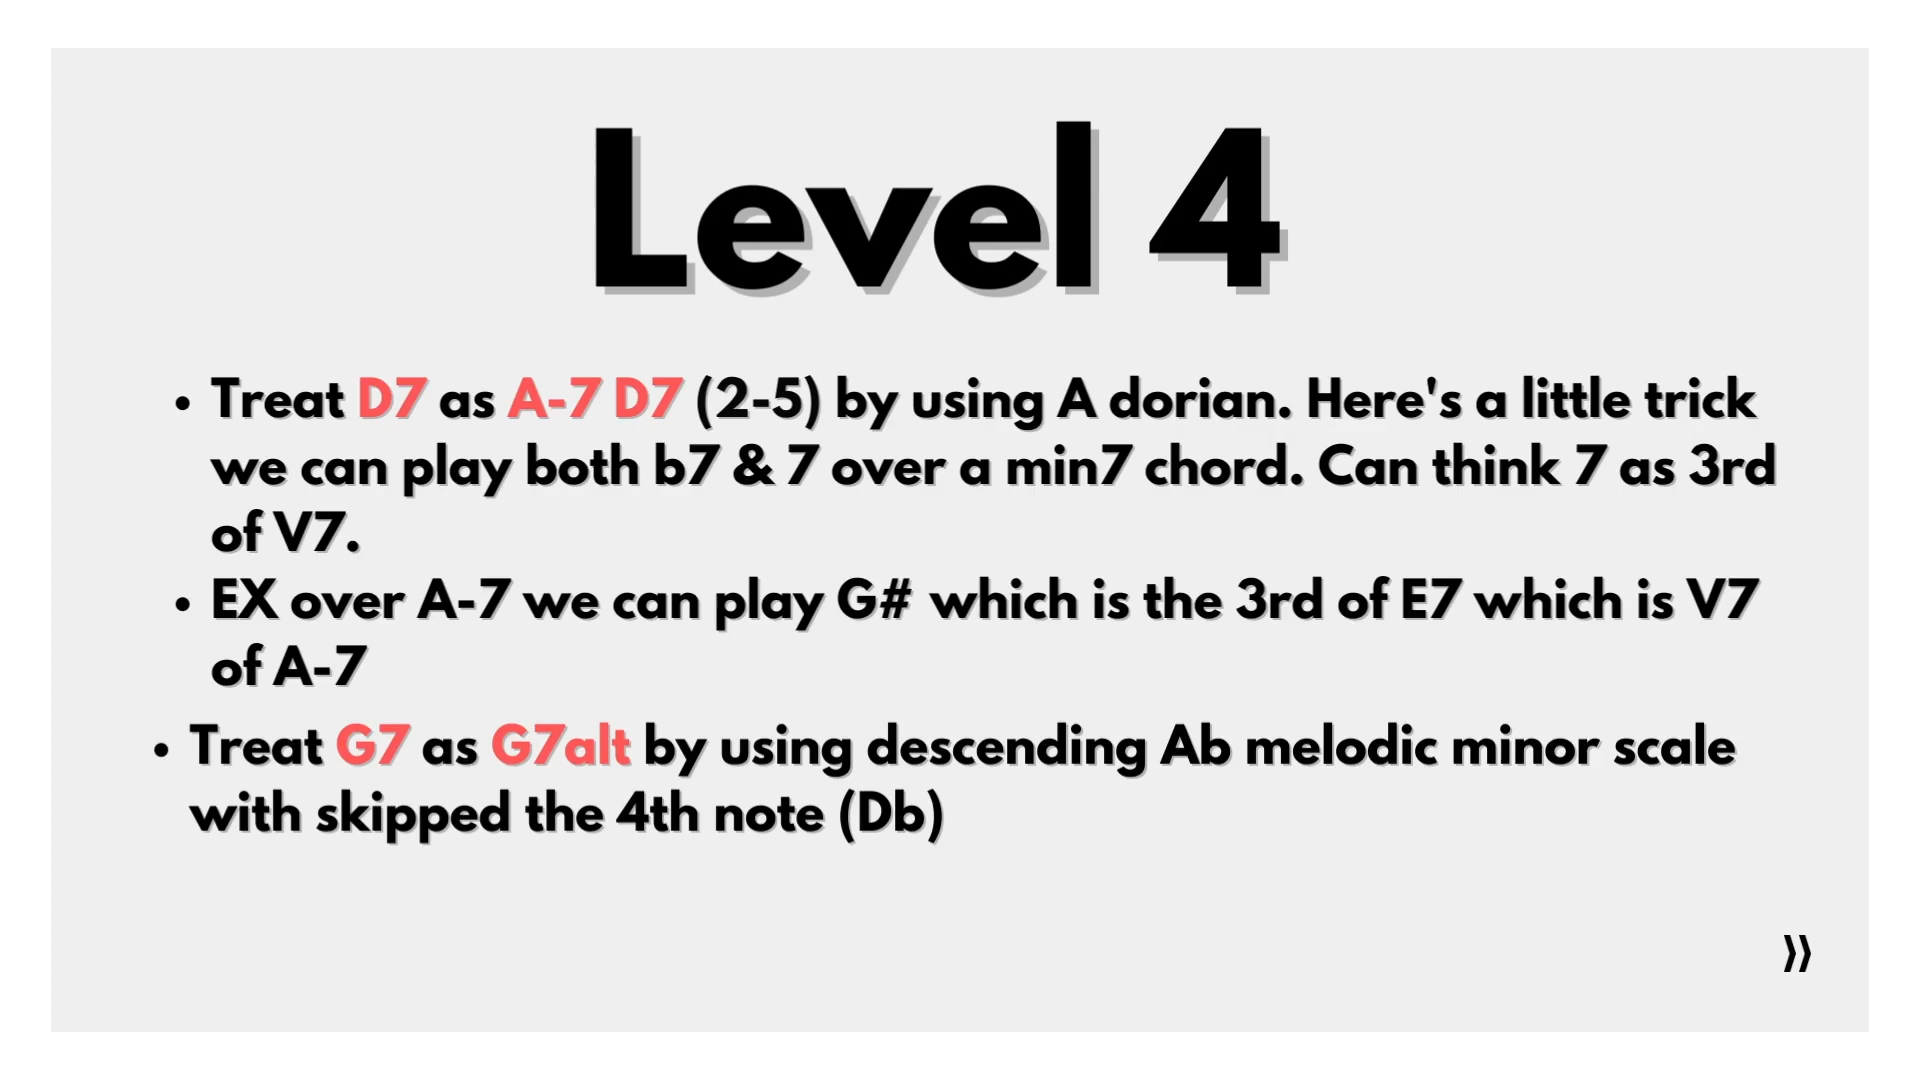 Level 4
• Treat D7 as A-7 D7 (2-5) by using A dorian. Here's a little trick
we can play both b7 & 7 over a min7 chord. Can think 7 as 3rd
of V7.
• EX over A-7 we can play G# which is the 3rd of E7 which is V7
of A-7
• Treat G7 as G7alt by using descending Ab melodic minor scale
with skipped the 4th note (Db)